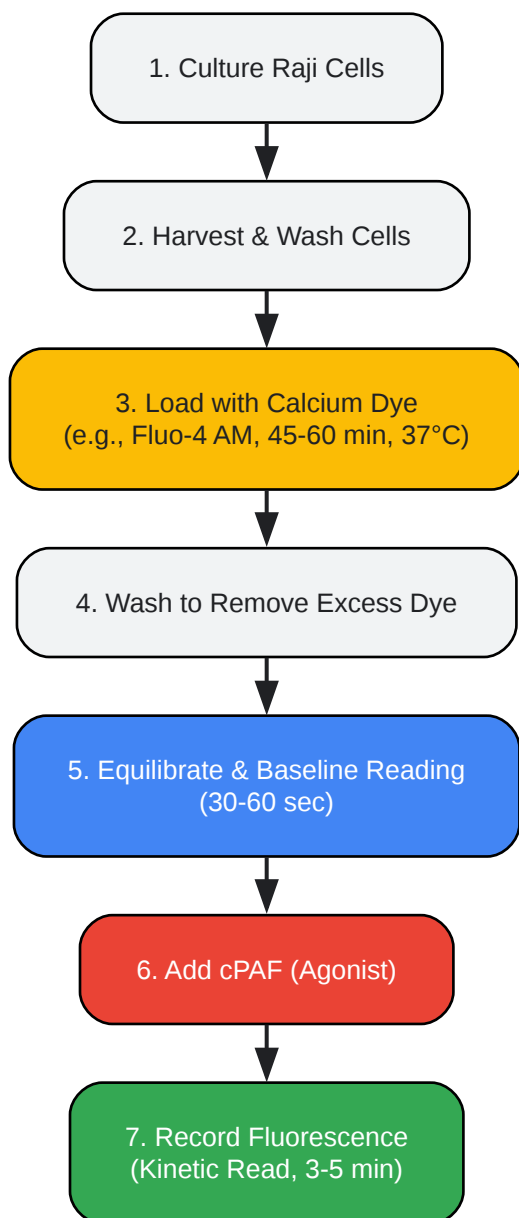 1. Culture Raji Cells
2. Harvest & Wash Cells
3. Load with Calcium Dye
(e.g., Fluo-4 AM, 45-60 min, 37°C)
4. Wash to Remove Excess Dye
5. Equilibrate & Baseline Reading
(30-60 sec)
6. Add cPAF (Agonist)
7. Record Fluorescence
(Kinetic Read, 3-5 min)